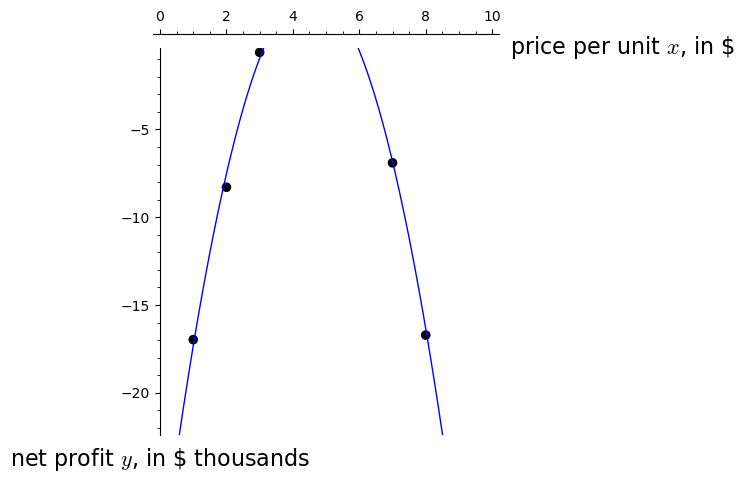 0 2 4 6 8 10
price per unit x, in $
−5
−10
−15
−20
net profit y, in $ thousands